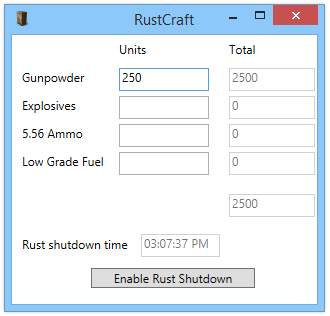 RustCraft
Units Total
Gunpowder 250 2500
Explosives 0
5.56 Ammo 0
Low Grade Fuel 0
2500
Rust shutdown time 03:07:37 PM
Enable Rust Shutdown